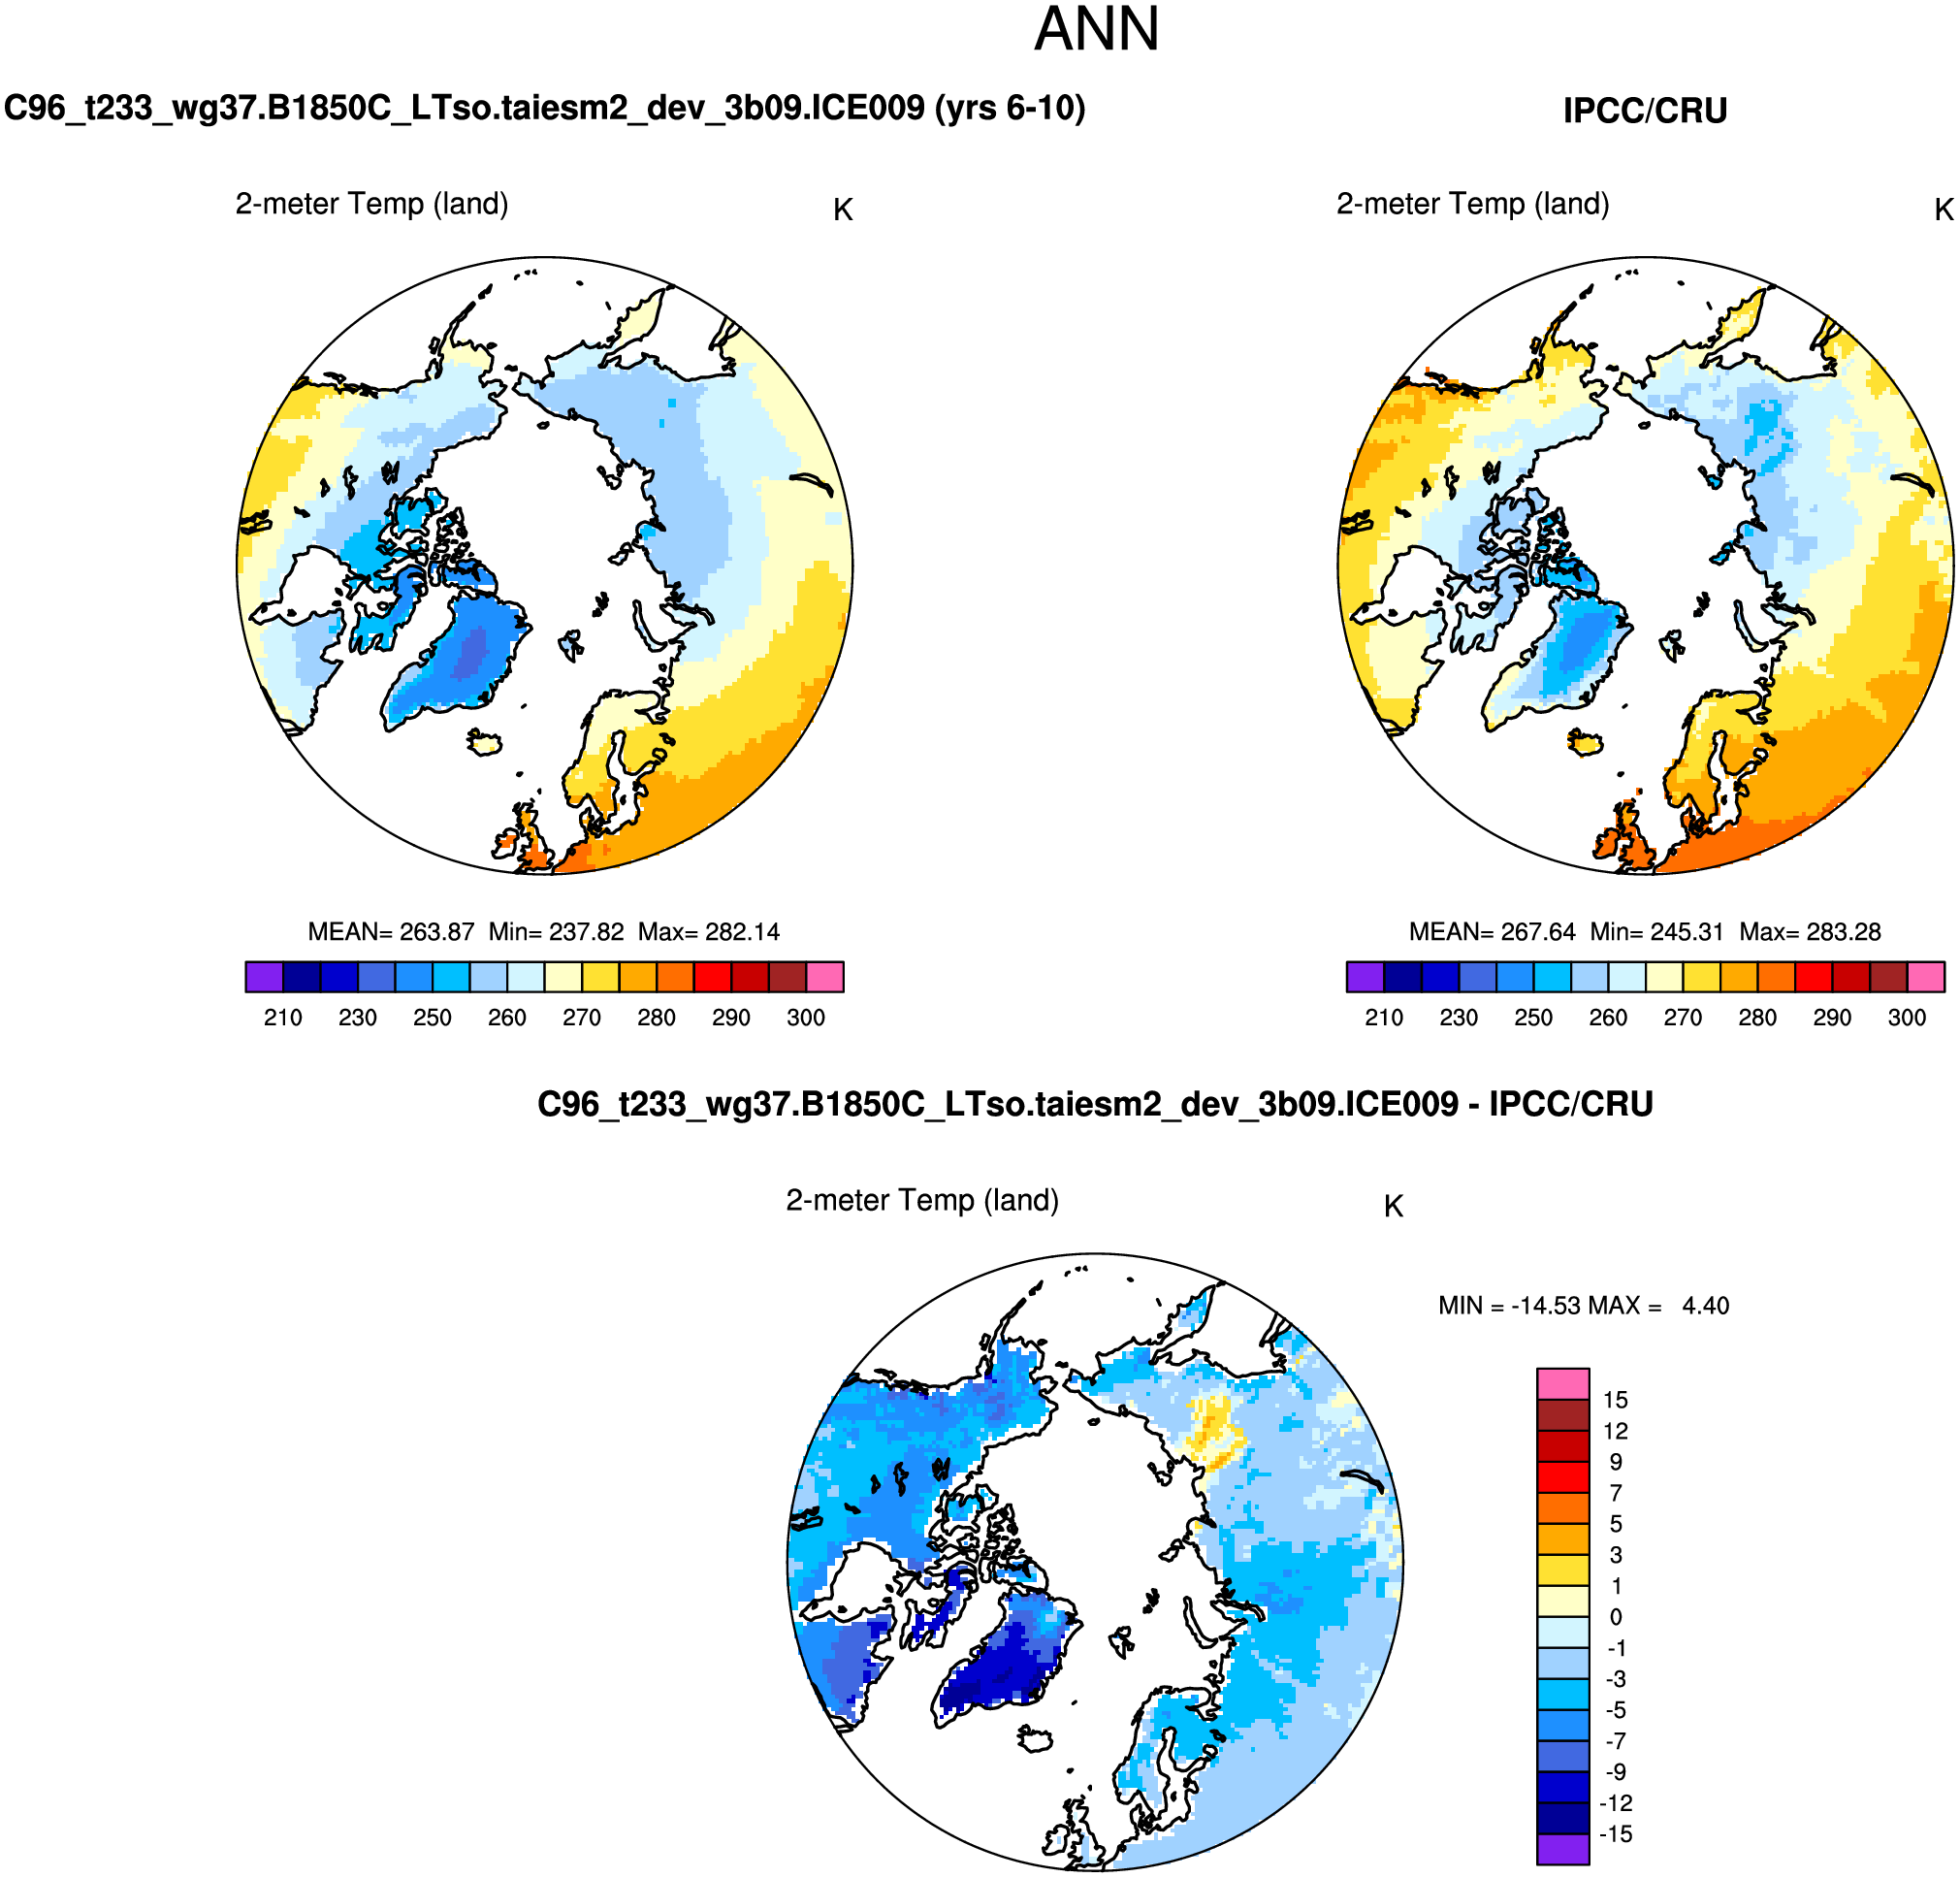 ANN
C96_t233_wg37.B1850C_LTso.taiesm2_dev_3b09.ICE009 (yrs 6-10)
IPCC/CRU
2-meter Temp (land) K
2-meter Temp (land) K
MEAN= 263.87 Min= 237.82 Max= 282.14
210 230 250 260 270 280 290 300
MEAN= 267.64 Min= 245.31 Max= 283.28
210 230 250 260 270 280 290 300
C96_t233_wg37.B1850C_LTso.taiesm2_dev_3b09.ICE009 - IPCC/CRU
2-meter Temp (land) K
MIN = -14.53 MAX = 4.40
15
12
9
7
5
3
1
0
-1
-3
-5
-7
-9
-12
-15